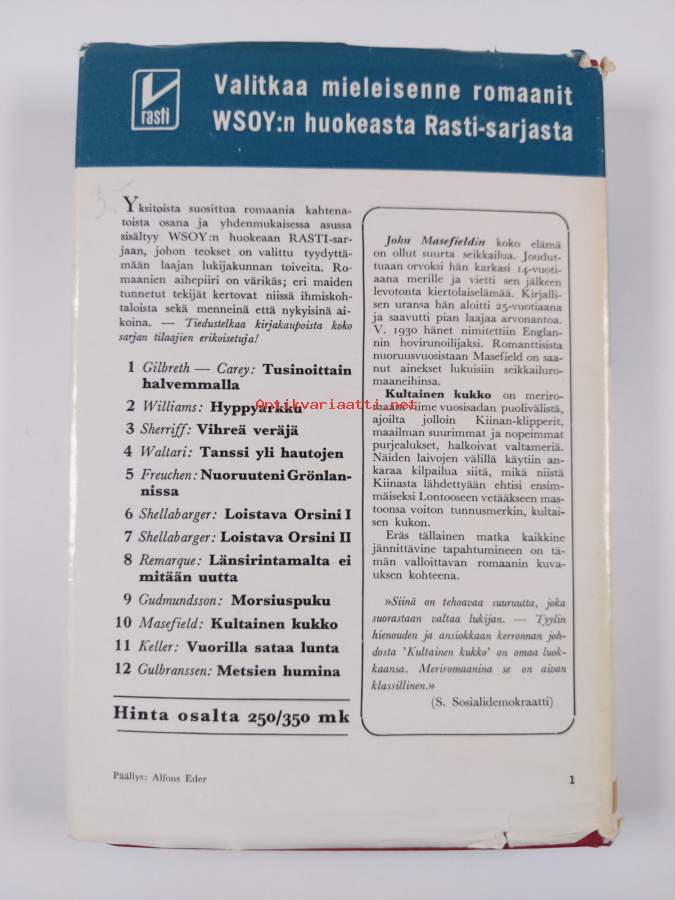 rasti
Valitkaa mieleisenne romaanit
WSOY:n huokeasta Rasti-sarjasta
3.-
Yksitoista suosittua romaania kahtena-
toista osana ja yhdenmukaisessa asussa
sisältyy WSOY:n huokeaan RASTI-sar-
jaan, johon teokset on valittu tyydyttä-
mään laajan lukijakunnan toiveita. Ro-
maanien aihepiiri on värikäs; eri maiden
tunnetut tekijät kertovat niissä ihmiskoh-
taloista sekä menneinä että nykyisinä ai-
koina. — Tiedustelkaa kirjakaupoista koko
sarjan tilaajien erikoisetuja!
1 Gilbreth — Carey: Tusinoittain
halvemmalla
2 Williams: Hyppyarkku
3 Sherriff: Vihreä veräjä
4 Waltari: Tanssi yli hautojen
5 Freuchen: Nuoruuteni Grönlan-
nissa
6 Shellabarger: Loistava Orsini I
7 Shellabarger: Loistava Orsini II
8 Remarque: Länsirintamalta ei
mitään uutta
9 Gudmundsson: Morsiuspuku
10 Masefield: Kultainen kukko
11 Keller: Vuorilla sataa lunta
12 Gulbranssen: Metsien humina
Hinta osalta 250/350 mk
Päällys: Alfons Eder
John Masefieldin koko elämä
on ollut suurta seikkailua. Joudut-
tuaan orvoksi hän karkasi 14-vuoti-
aana merille ja vietti sen jälkeen
levotonta kiertolaiselämää. Kirjalli-
sen uransa hän aloitti 25-vuotiaana
ja saavutti pian laajaa arvonantoa.
V. 1930 hänet nimitettiin Englan-
nin hovirunoilijaksi. Romanttisista
nuoruusvuosistaan Masefield on saa-
nut ainekset lukuisiin seikkailuro-
maaneihinsa.
Kultainen kukko on meriro-
maani viime vuosisadan puolivälistä,
ajoilta jolloin Kiinan-klipperit,
maailman suurimmat ja nopeimmat
purjealukset, halkoivat valtameriä.
Näiden laivojen välillä käytiin an-
karaa kilpailua siitä, mikä niistä
Kiinasta lähdettyään ehtisi ensim-
mäiseksi Lontooseen vetääkseen mas-
toonsa voiton tunnusmerkin, kultai-
sen kukon.
Eräs tällainen matka kaikkine
jännittävine tapahtumineen on tä-
män valloittavan romaanin kuva-
uksen kohteena.
»Siinä on tehoavaa suuruutta, joka
suorastaan valtaa lukijan. — Tyylin
hienouden ja ansiokkaan kerronnan joh-
dosta 'Kultainen kukko' on omaa luok-
kaansa. Meriromaanina se on aivan
klassillinen.»
(S. Sosialidemokraatti)
1
Antikvariaatti.net